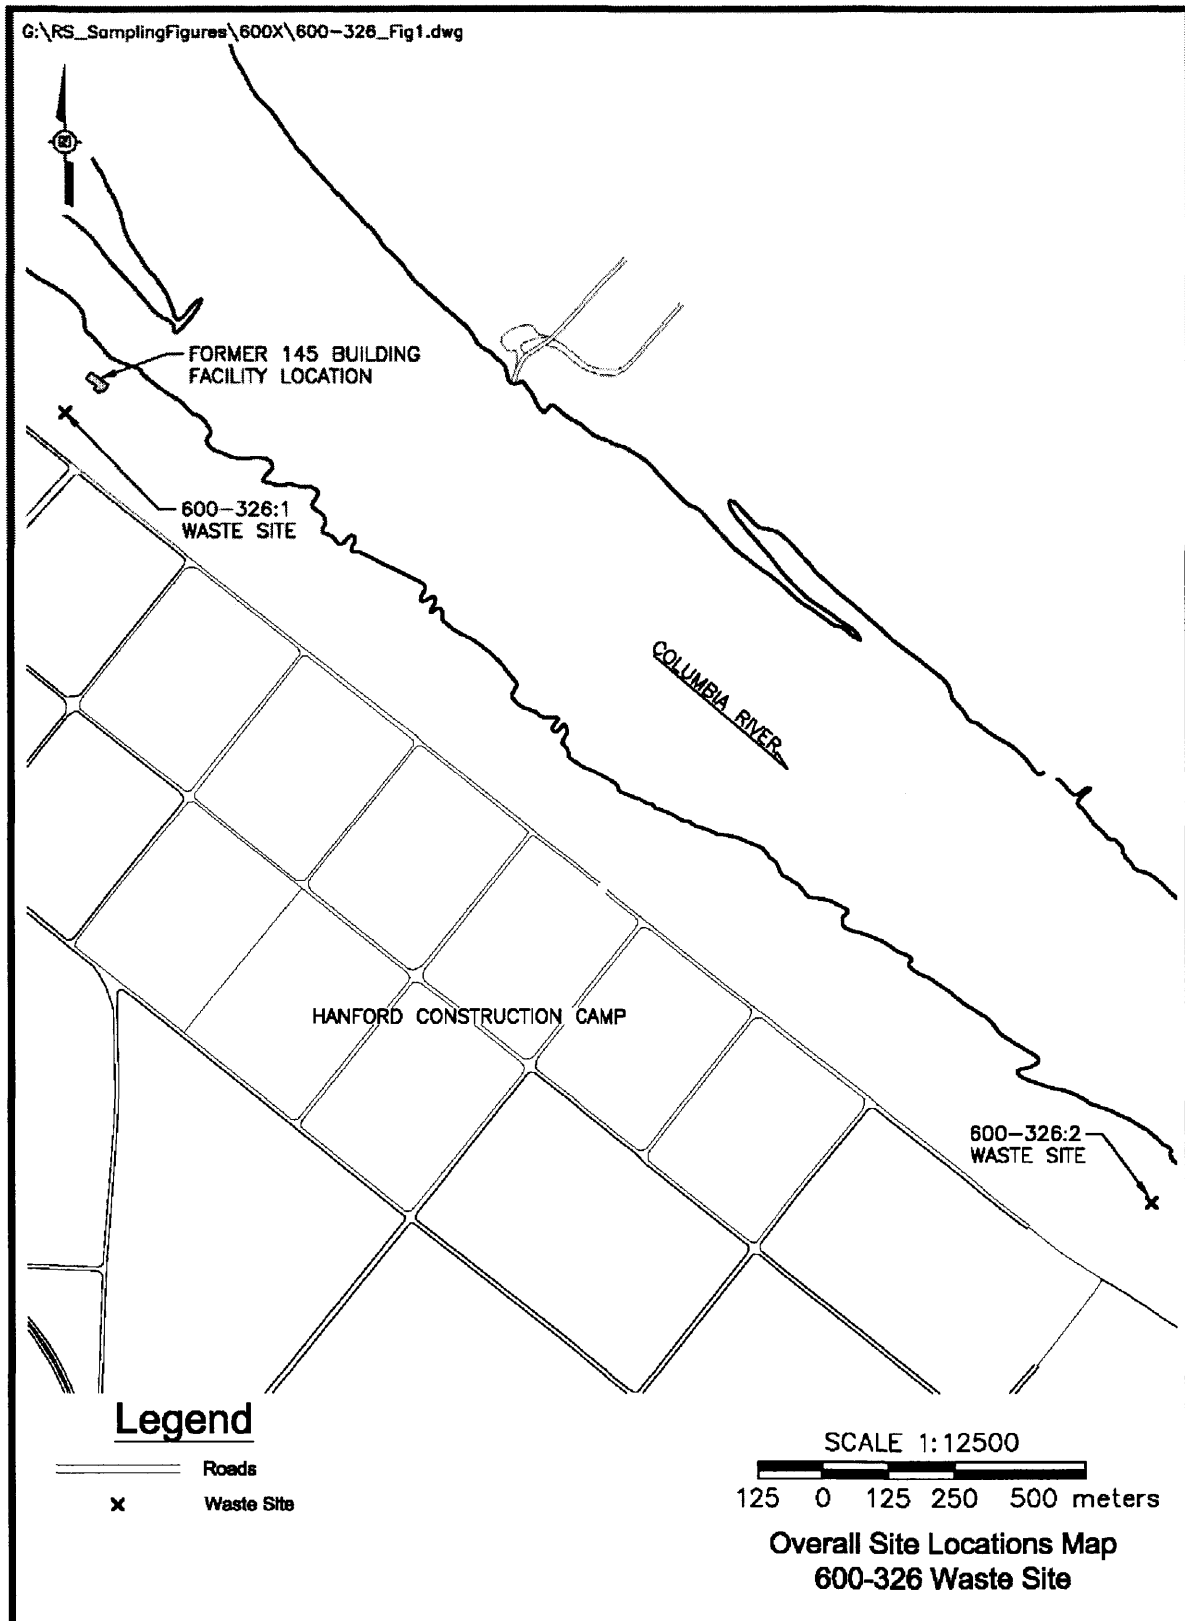 G:\RS_SamplingFigures\600X\600-326_Fig1.dwg
FORMER 145 BUILDING
FACILITY LOCATION
600-326:1
WASTE SITE
COLUMBIA RIVER
HANFORD CONSTRUCTION CAMP
600-326:2
WASTE SITE
Legend
Roads
Waste Site
SCALE 1:12500
125 0 125 250 500 meters
Overall Site Locations Map
600-326 Waste Site